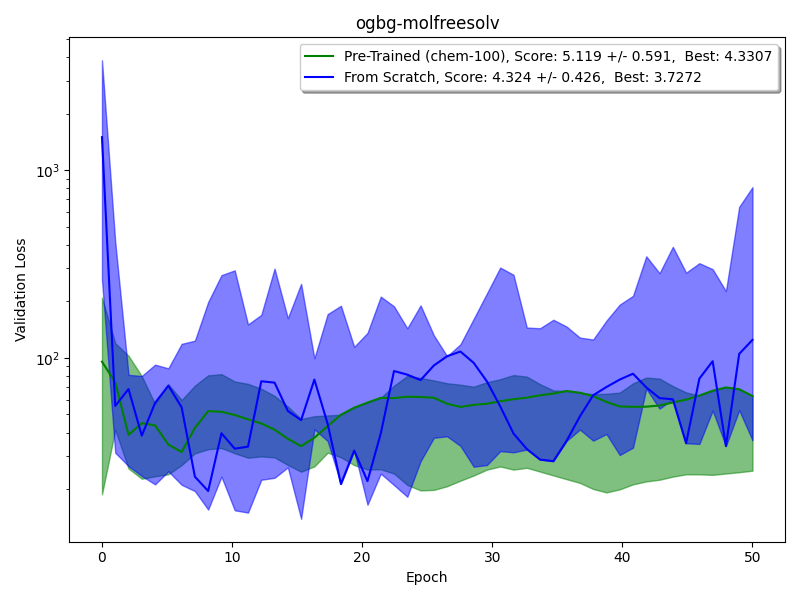 ogbg-molfreesolv
Pre-Trained (chem-100), Score: 5.119 +/- 0.591,  Best: 4.3307
From Scratch, Score: 4.324 +/- 0.426,  Best: 3.7272
Validation Loss
10³
10²
0 10 20 30 40 50
Epoch